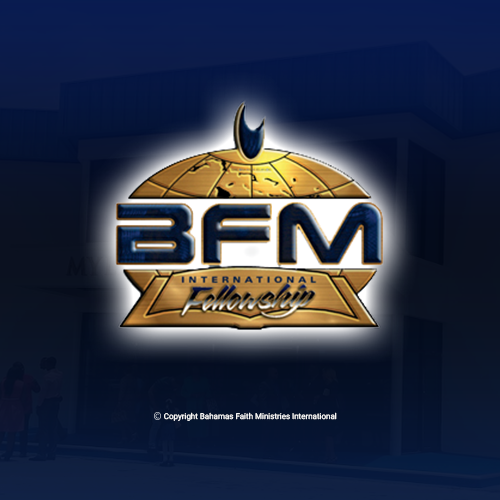 BFM
INTERNATIONAL
Fellowship
© Copyright Bahamas Faith Ministries International